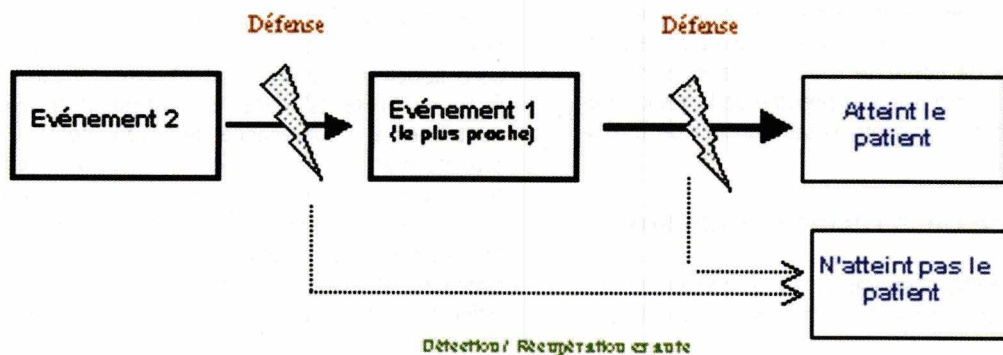 Défense
Défense
Evénement 2
Evénement 1
(le plus proche)
Atteint le
patient
N'atteint pas le
patient
Détection / Récupération